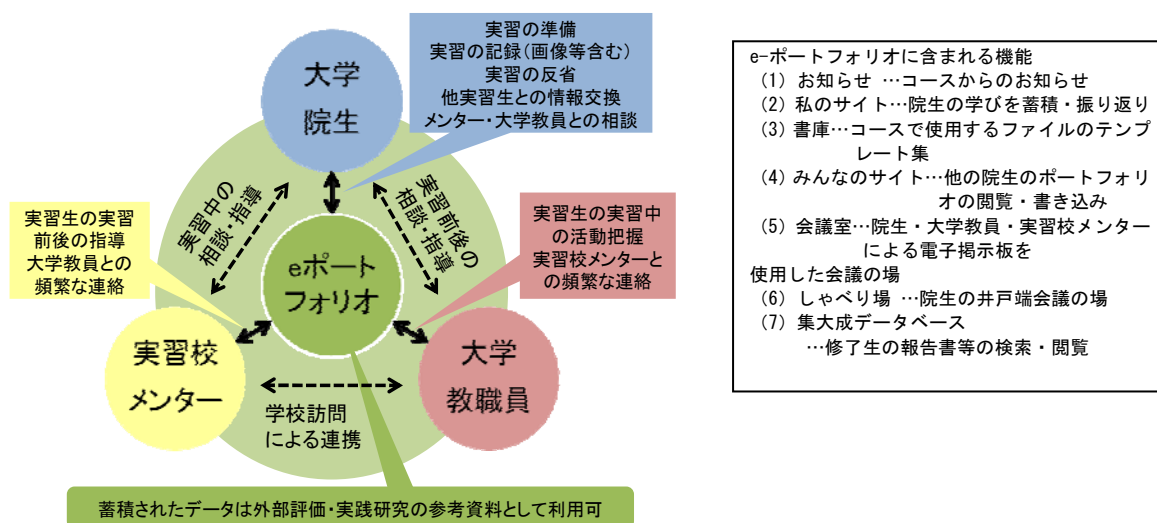 実習の準備
実習の記録（画像等含む）
実習の反省
他実習生との情報交換
メンター・大学教員との相談
大学
院生
実習中の
相談・指導
実習前後の
相談・指導
実習生の実習
前後の指導
大学教員との
頻繁な連絡
実習生の実習中
の活動把握
実習校メンターと
の頻繁な連絡
eポート
フォリオ
実習校
メンター
大学
教職員
学校訪問
による連携
蓄積されたデータは外部評価・実践研究の参考資料として利用可
e-ポートフォリオに含まれる機能
（1）お知らせ …コースからのお知らせ
（2）私のサイト…院生の学びを蓄積・振り返り
（3）書庫…コースで使用するファイルのテンプ
レート集
（4）みんなのサイト…他の院生のポートフォリ
オの閲覧・書き込み
（5）会議室…院生・大学教員・実習校メンター
による電子掲示板を
使用した会議の場
（6）しゃべり場 …院生の井戸端会議の場
（7）集大成データベース
…修了生の報告書等の検索・閲覧